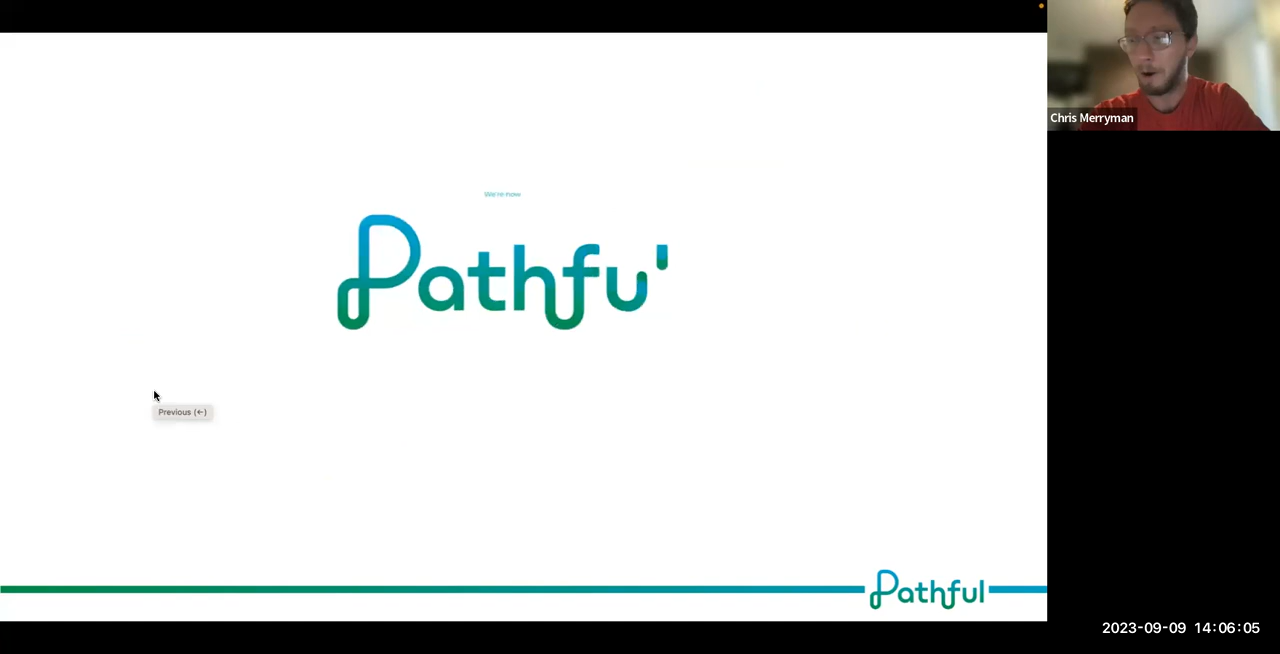 Chris Merryman
We're now
Pathfu'
Previous (←)
Pathful
2023-09-09 14:06:05